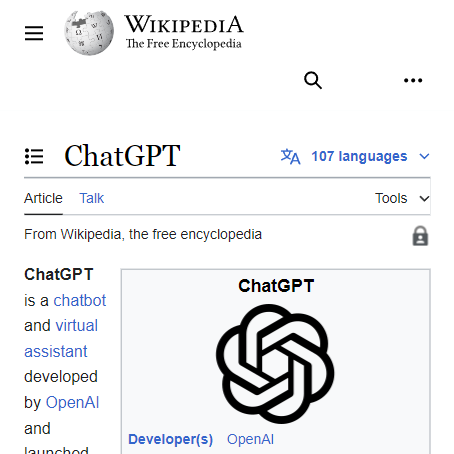 WIKIPEDIA
The Free Encyclopedia
ChatGPT
107 languages
Article Talk Tools
From Wikipedia, the free encyclopedia
ChatGPT
is a chatbot
and virtual
assistant
developed
by OpenAI
and
launched
ChatGPT
Developer(s) OpenAI